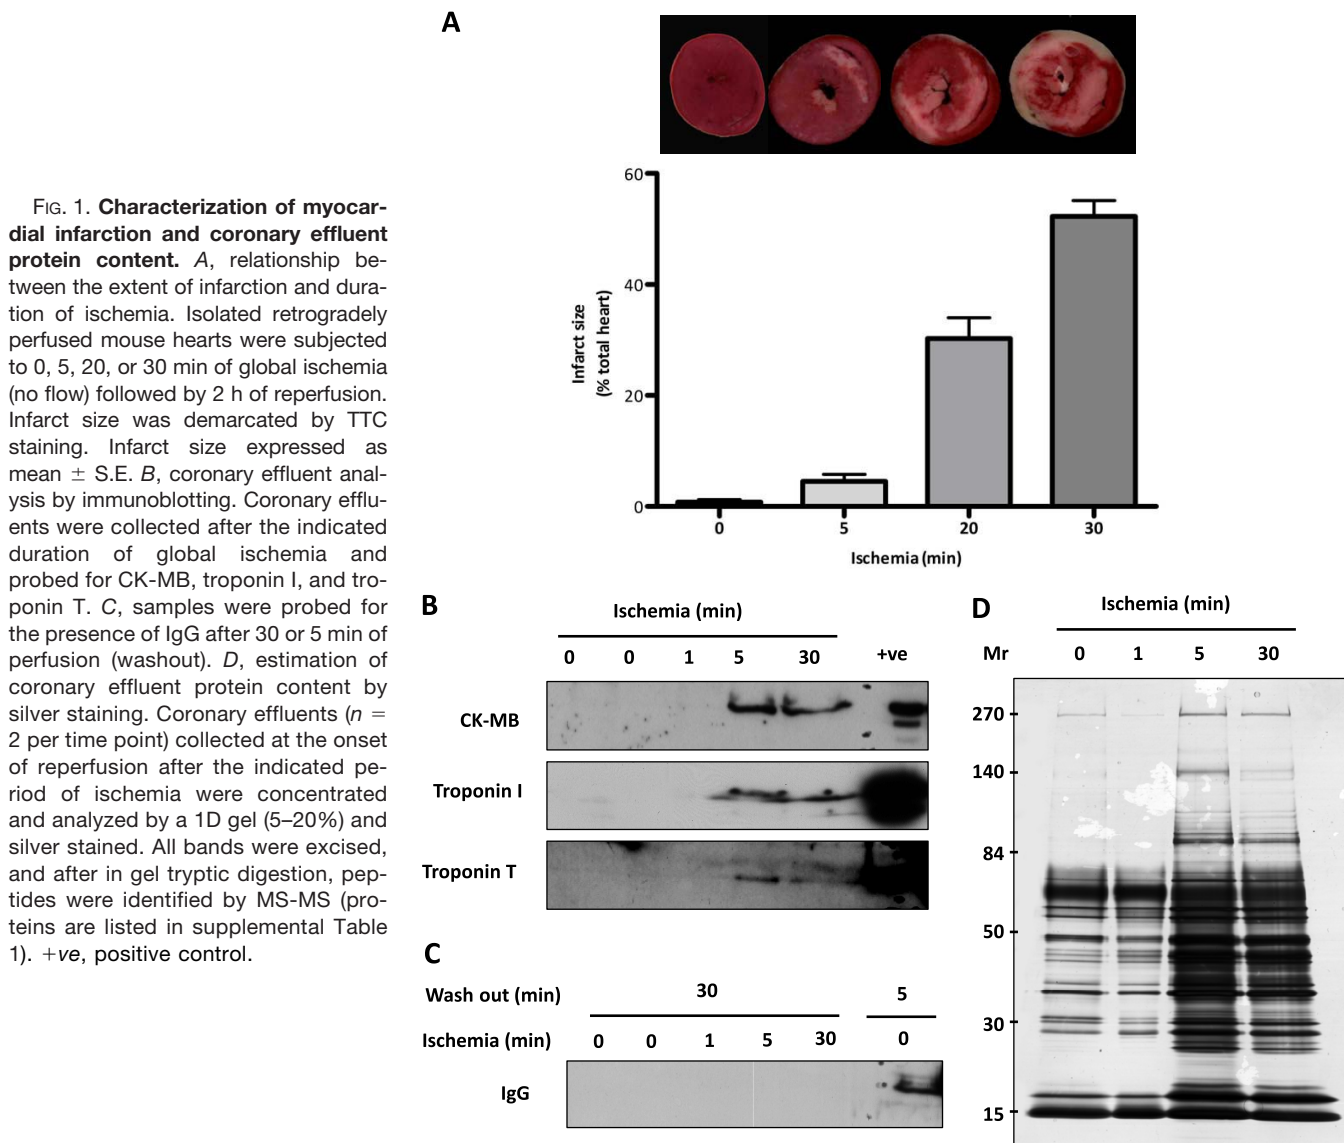 FIG. 1. Characterization of myocar-
dial infarction and coronary effluent
protein content. A, relationship be-
tween the extent of infarction and dura-
tion of ischemia. Isolated retrogradely
perfused mouse hearts were subjected
to 0, 5, 20, or 30 min of global ischemia
(no flow) followed by 2 h of reperfusion.
Infarct size was demarcated by TTC
staining. Infarct size expressed as
mean ± S.E. B, coronary effluent anal-
ysis by immunoblotting. Coronary efflu-
ents were collected after the indicated
duration of global ischemia and
probed for CK-MB, troponin I, and tro-
ponin T. C, samples were probed for
the presence of IgG after 30 or 5 min of
perfusion (washout). D, estimation of
coronary effluent protein content by
silver staining. Coronary effluents (n =
2 per time point) collected at the onset
of reperfusion after the indicated pe-
riod of ischemia were concentrated
and analyzed by a 1D gel (5–20%) and
silver stained. All bands were excised,
and after in gel tryptic digestion, pep-
tides were identified by MS-MS (pro-
teins are listed in supplemental Table
1). +ve, positive control.
A
60
40
20
0
Infarct size
(% total heart)
0 5 20 30
Ischemia (min)
B
Ischemia (min)
0 0 1 5 30 +ve
CK-MB
Troponin I
Troponin T
C
Wash out (min) 30 5
Ischemia (min) 0 0 1 5 30 0
IgG
D
Ischemia (min)
Mr 0 1 5 30
270
140
84
50
30
15